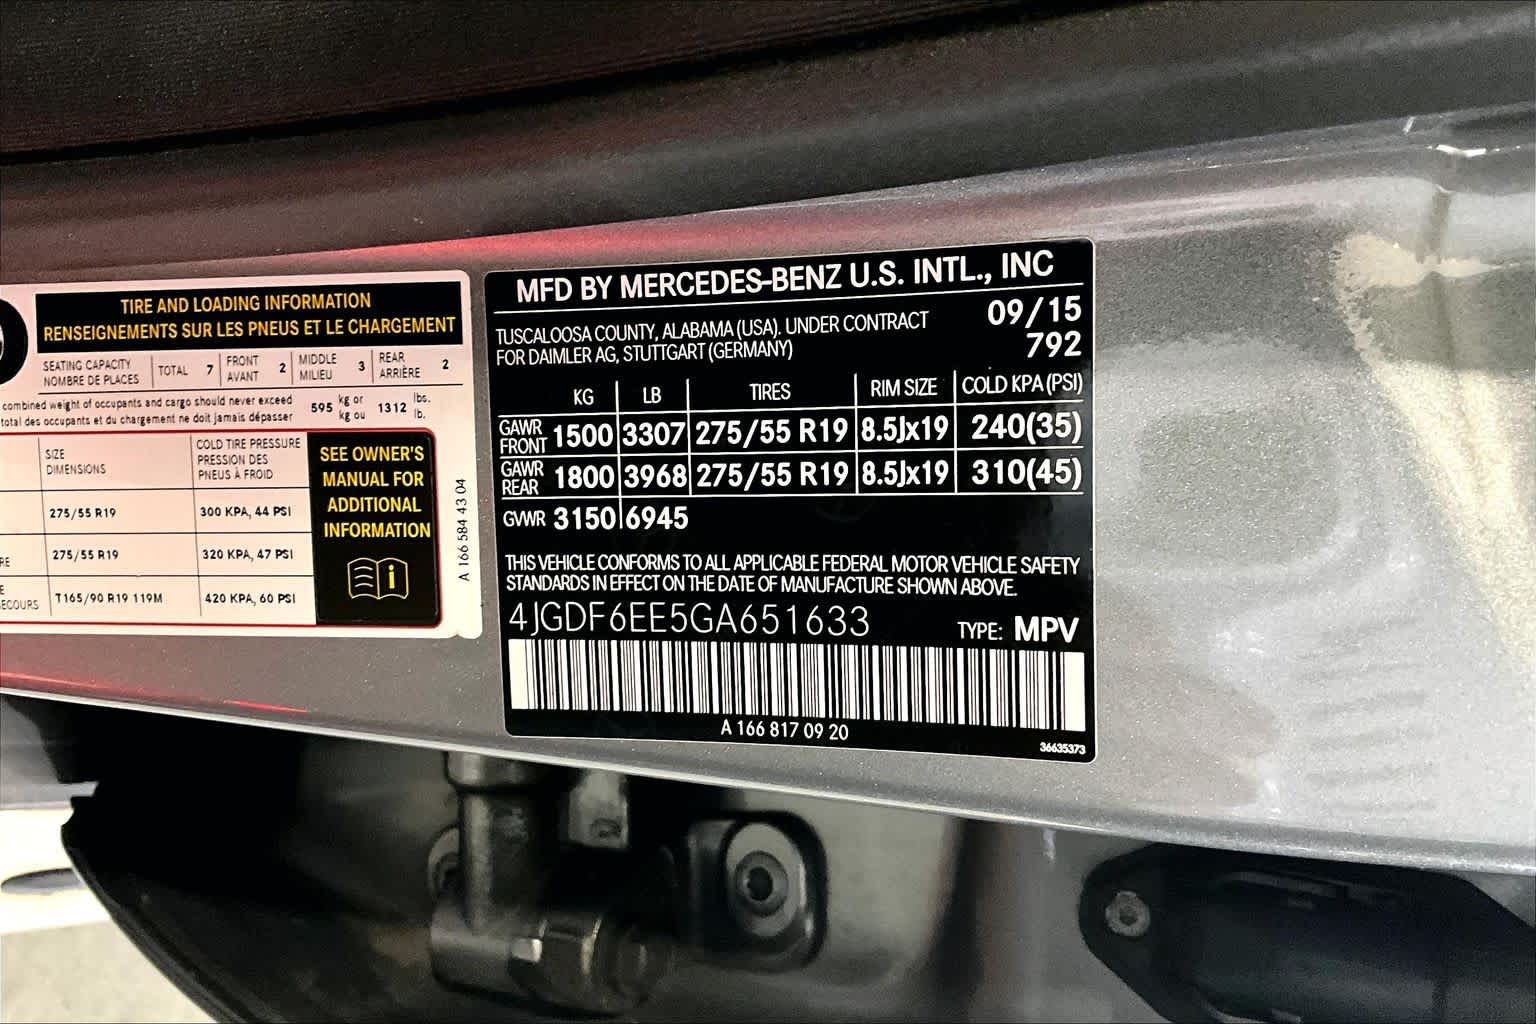 TIRE AND LOADING INFORMATION
RENSEIGNEMENTS SUR LES PNEUS ET LE CHARGEMENT
SEATING CAPACITY
NOMBRE DE PLACES
TOTAL 7
FRONT
AVANT 2
MIDDLE
MILIEU 3
REAR
ARRIÈRE 2
combined weight of occupants and cargo should never exceed
total des occupants et du chargement ne doit jamais dépasser
595 kg or
kg ou
1312 lbs.
lb.
SIZE
DIMENSIONS
COLD TIRE PRESSURE
PRESSION DES
PNEUS À FROID
275/55 R19 300 KPA, 44 PSI
275/55 R19 320 KPA, 47 PSI
T165/90 R19 119M 420 KPA, 60 PSI
SEE OWNER'S
MANUAL FOR
ADDITIONAL
INFORMATION
i
A 166 584 43 04
MFD BY MERCEDES-BENZ U.S. INTL., INC
TUSCALOOSA COUNTY, ALABAMA (USA). UNDER CONTRACT
FOR DAIMLER AG, STUTTGART (GERMANY)
09/15
792
KG LB TIRES RIM SIZE COLD KPA (PSI)
GAWR
FRONT 1500 3307 275/55 R19 8.5Jx19 240(35)
GAWR
REAR 1800 3968 275/55 R19 8.5Jx19 310(45)
GVWR 3150 6945
THIS VEHICLE CONFORMS TO ALL APPLICABLE FEDERAL MOTOR VEHICLE SAFETY
STANDARDS IN EFFECT ON THE DATE OF MANUFACTURE SHOWN ABOVE.
4JGDF6EE5GA651633
TYPE: MPV
A 166 817 09 20
36635373